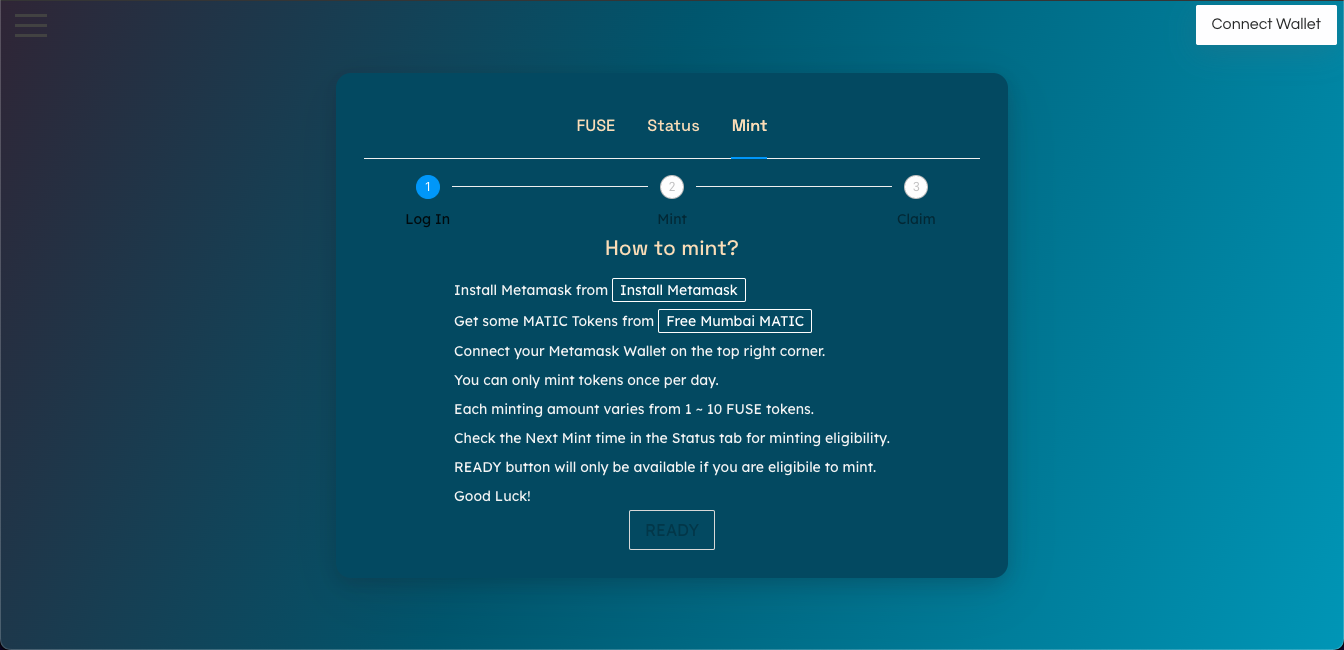 Connect Wallet
FUSE Status Mint
1 2 3
Log In Mint Claim
How to mint?
Install Metamask from Install Metamask
Get some MATIC Tokens from Free Mumbai MATIC
Connect your Metamask Wallet on the top right corner.
You can only mint tokens once per day.
Each minting amount varies from 1 ~ 10 FUSE tokens.
Check the Next Mint time in the Status tab for minting eligibility.
READY button will only be available if you are eligibile to mint.
Good Luck!
READY